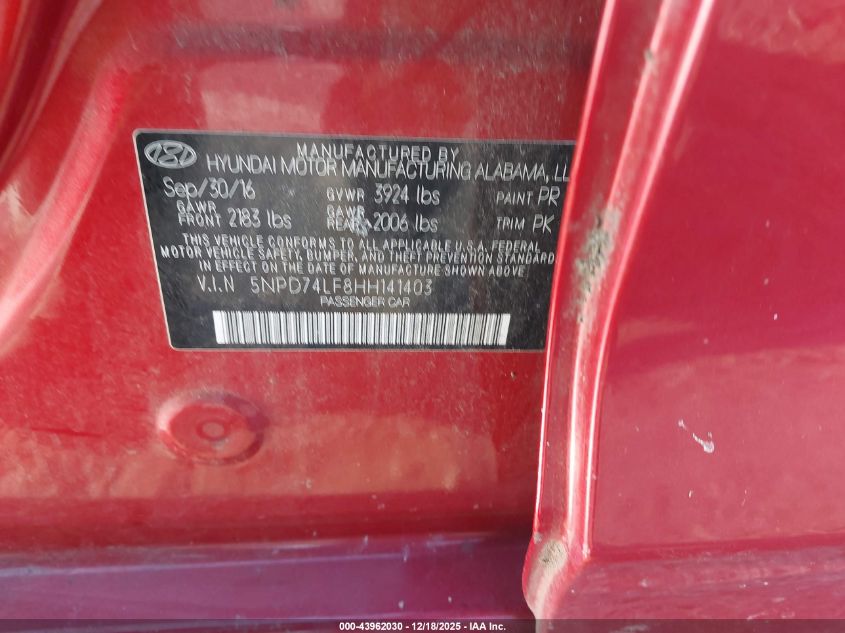 MANUFACTURED BY
HYUNDAI MOTOR MANUFACTURING ALABAMA, LL
Sep/30/16 GVWR 3924 lbs PAINT PR
GAWR FRONT 2183 lbs GAWR REAR 2006 lbs TRIM PK
THIS VEHICLE CONFORMS TO ALL APPLICABLE U.S.A. FEDERAL
MOTOR VEHICLE SAFETY, BUMPER, AND THEFT PREVENTION STANDARD
IN EFFECT ON THE DATE OF MANUFACTURE SHOWN ABOVE
V.I.N 5NPD74LF8HH141403
PASSENGER CAR
000-43962030 - 12/18/2025 - IAA Inc.